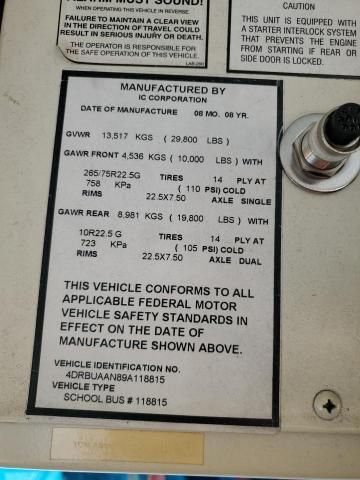 ALARM MUST SOUND!
WHEN OPERATING THIS VEHICLE IN REVERSE.
FAILURE TO MAINTAIN A CLEAR VIEW
IN THE DIRECTION OF TRAVEL COULD
RESULT IN SERIOUS INJURY OR DEATH.
THE OPERATOR IS RESPONSIBLE FOR
THE SAFE OPERATION OF THIS VEHICLE.
CAUTION
THIS UNIT IS EQUIPPED WITH
A STARTER INTERLOCK SYSTEM
THAT PREVENTS THE ENGINE
FROM STARTING IF REAR OR
SIDE DOOR IS LOCKED.
MANUFACTURED BY
IC CORPORATION
DATE OF MANUFACTURE 08 MO. 08 YR.
GVWR 13,517 KGS ( 29,800 LBS )
GAWR FRONT 4,536 KGS ( 10,000 LBS ) WITH
265/75R22.5G TIRES 14 PLY AT
758 KPa ( 110 PSI) COLD
RIMS 22.5X7.50 AXLE SINGLE
GAWR REAR 8,981 KGS ( 19,800 LBS ) WITH
10R22.5 G TIRES 14 PLY AT
723 KPa ( 105 PSI) COLD
RIMS 22.5X7.50 AXLE DUAL
THIS VEHICLE CONFORMS TO ALL
APPLICABLE FEDERAL MOTOR
VEHICLE SAFETY STANDARDS IN
EFFECT ON THE DATE OF
MANUFACTURE SHOWN ABOVE.
VEHICLE IDENTIFICATION NO.
4DRBUAAN89A118815
VEHICLE TYPE
SCHOOL BUS # 118815